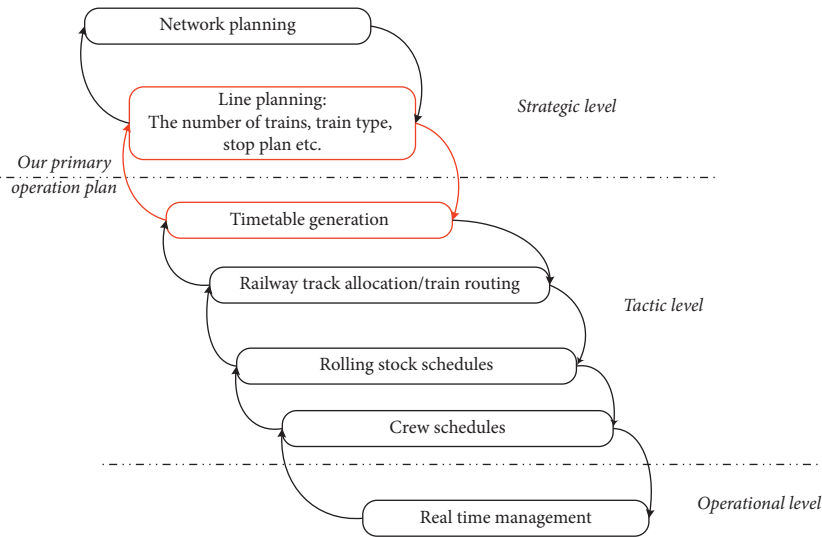 Network planning
Line planning:
The number of trains, train type,
stop plan etc.
Strategic level
Our primary
operation plan
Timetable generation
Railway track allocation/train routing
Tactic level
Rolling stock schedules
Crew schedules
Operational level
Real time management